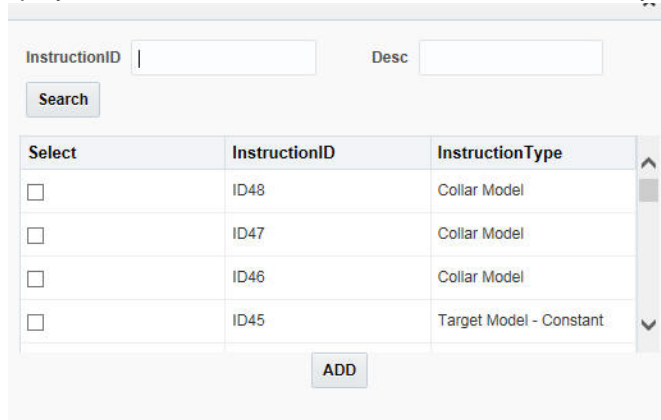 InstructionID Desc
Search
Select InstructionID InstructionType
ID48 Collar Model
ID47 Collar Model
ID46 Collar Model
ID45 Target Model - Constant
ADD